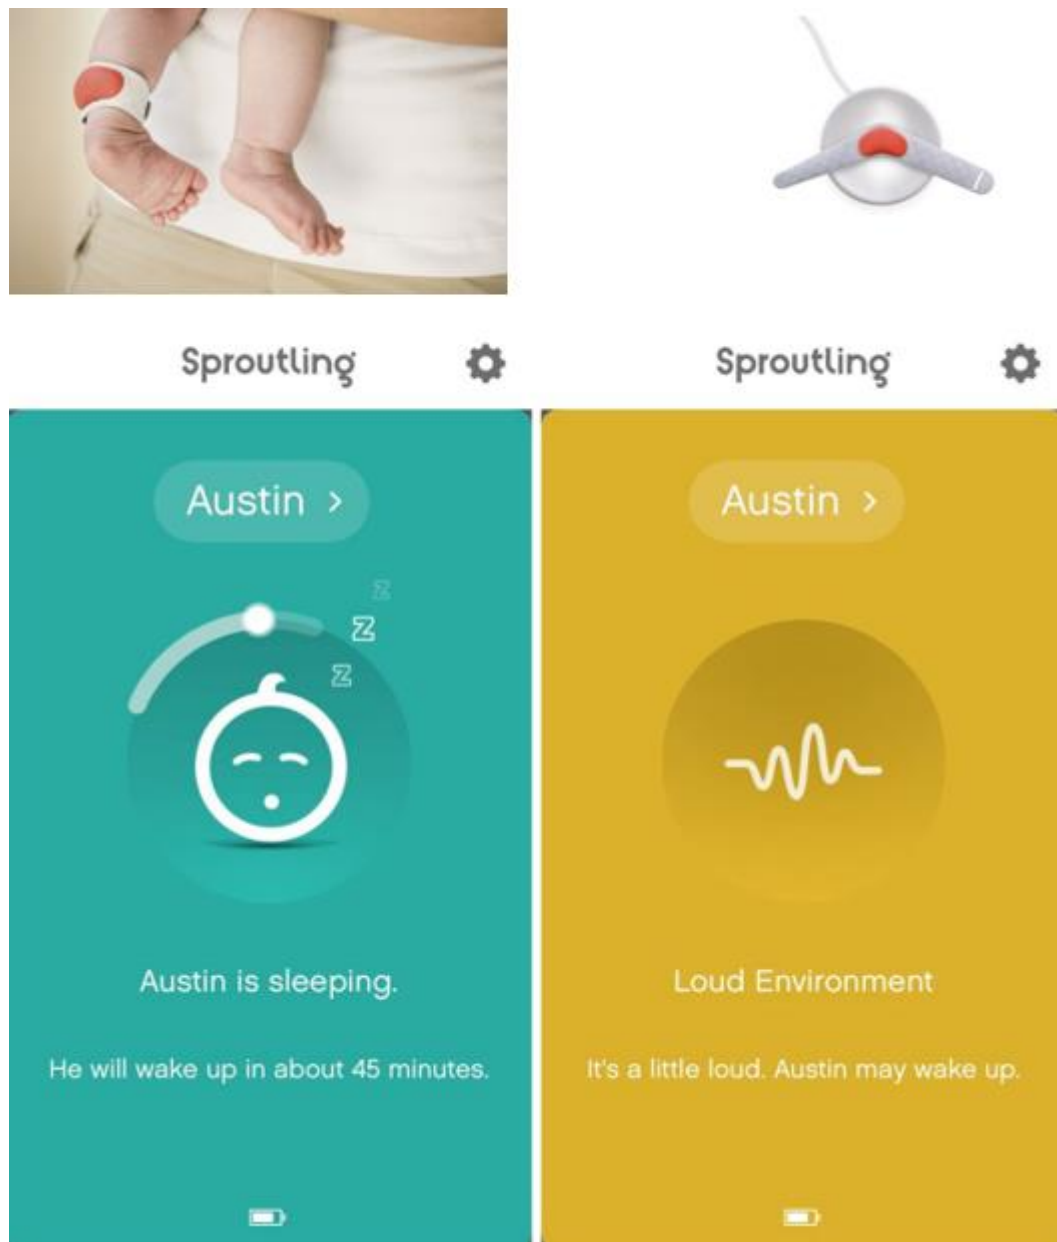 Sproutling
Austin >
z
z
z
Austin is sleeping.
He will wake up in about 45 minutes.
Sproutling
Austin >
Loud Environment
It's a little loud. Austin may wake up.